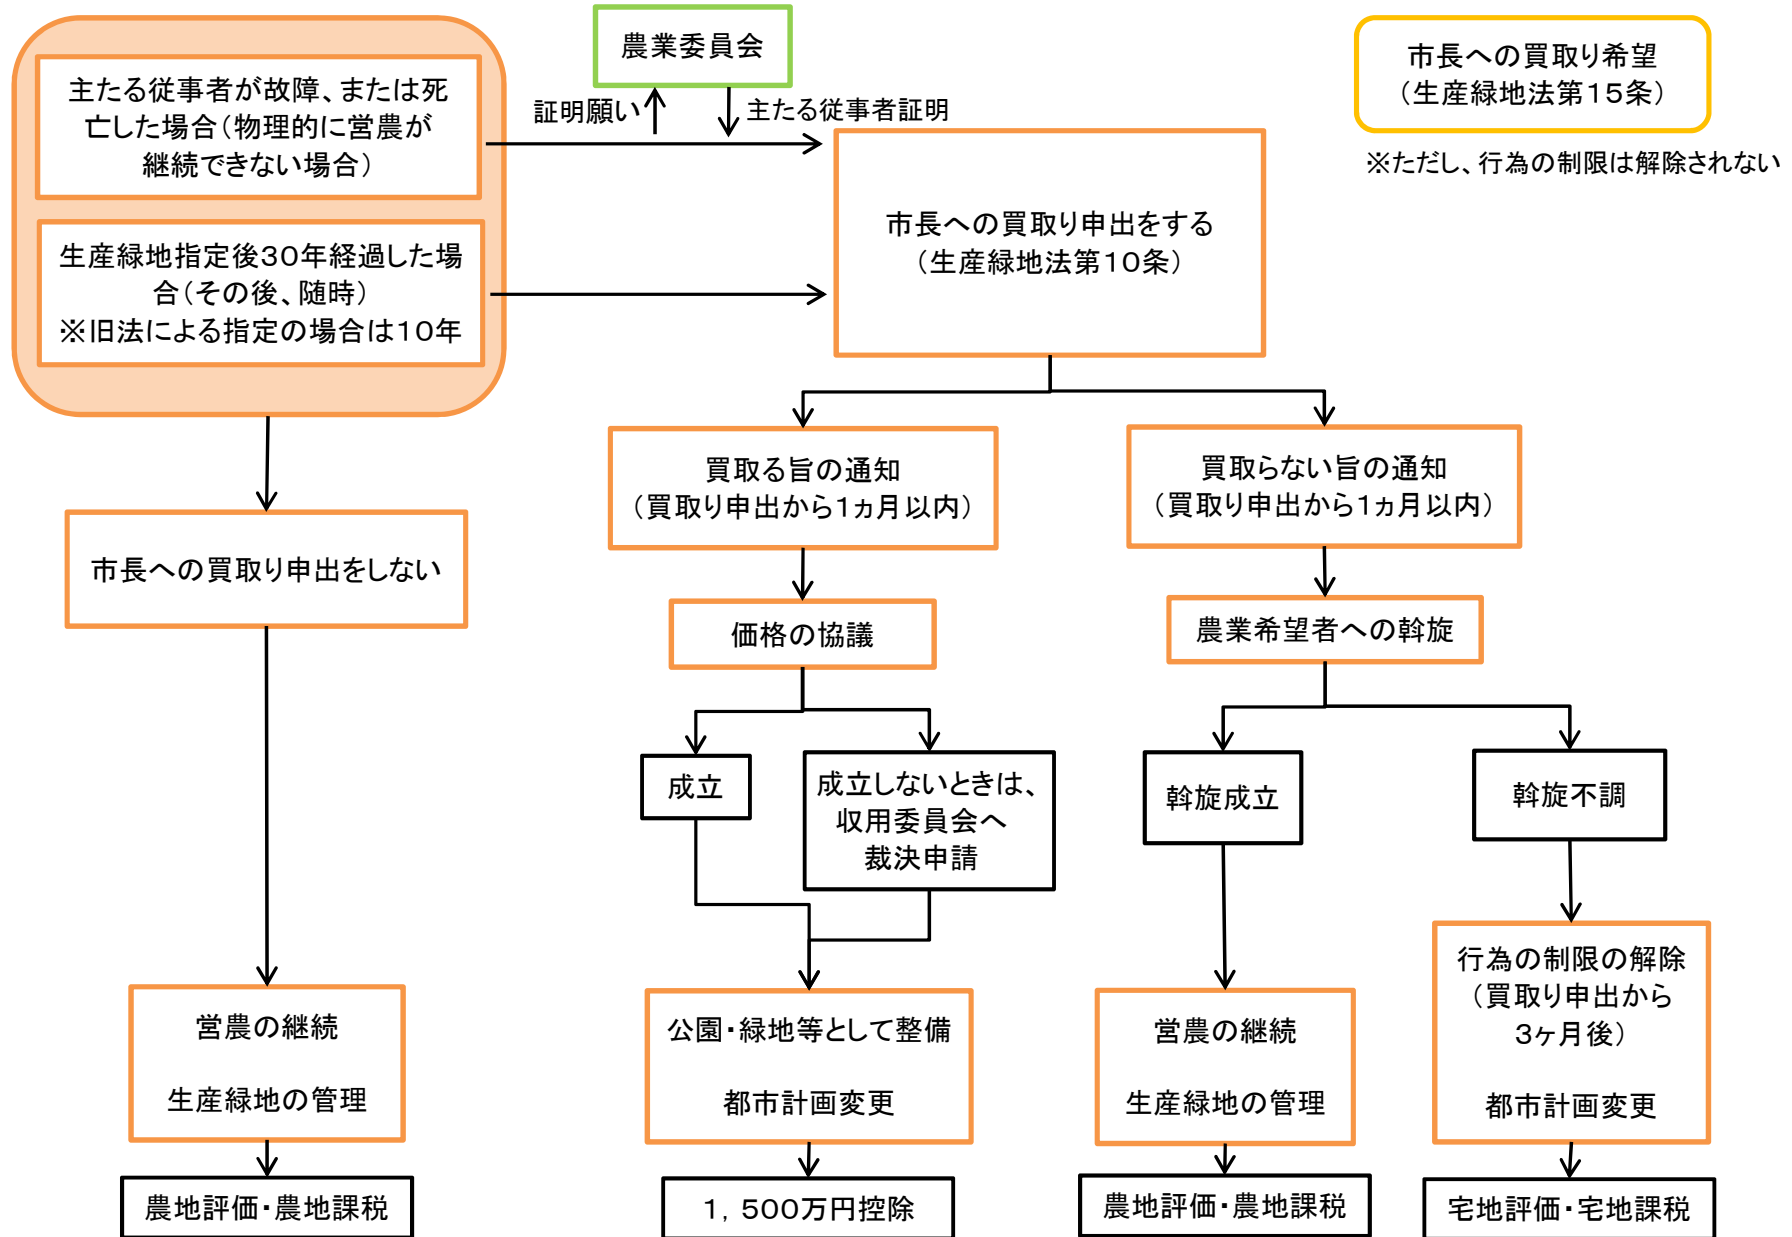 農業委員会
市長への買取り希望
（生産緑地法第15条）
※ただし、行為の制限は解除されない
主たる従事者が故障、または死
亡した場合（物理的に営農が
継続できない場合）
証明願い
主たる従事者証明
生産緑地指定後30年経過した場
合（その後、随時）
※旧法による指定の場合は10年
市長への買取り申出をする
（生産緑地法第10条）
市長への買取り申出をしない
買取る旨の通知
（買取り申出から1ヵ月以内）
買取らない旨の通知
（買取り申出から1ヵ月以内）
価格の協議
農業希望者への斡旋
成立
成立しないときは、
収用委員会へ
裁決申請
斡旋成立
斡旋不調
営農の継続
生産緑地の管理
公園・緑地等として整備
都市計画変更
営農の継続
生産緑地の管理
行為の制限の解除
（買取り申出から
3ヶ月後）
都市計画変更
農地評価・農地課税
1，500万円控除
農地評価・農地課税
宅地評価・宅地課税